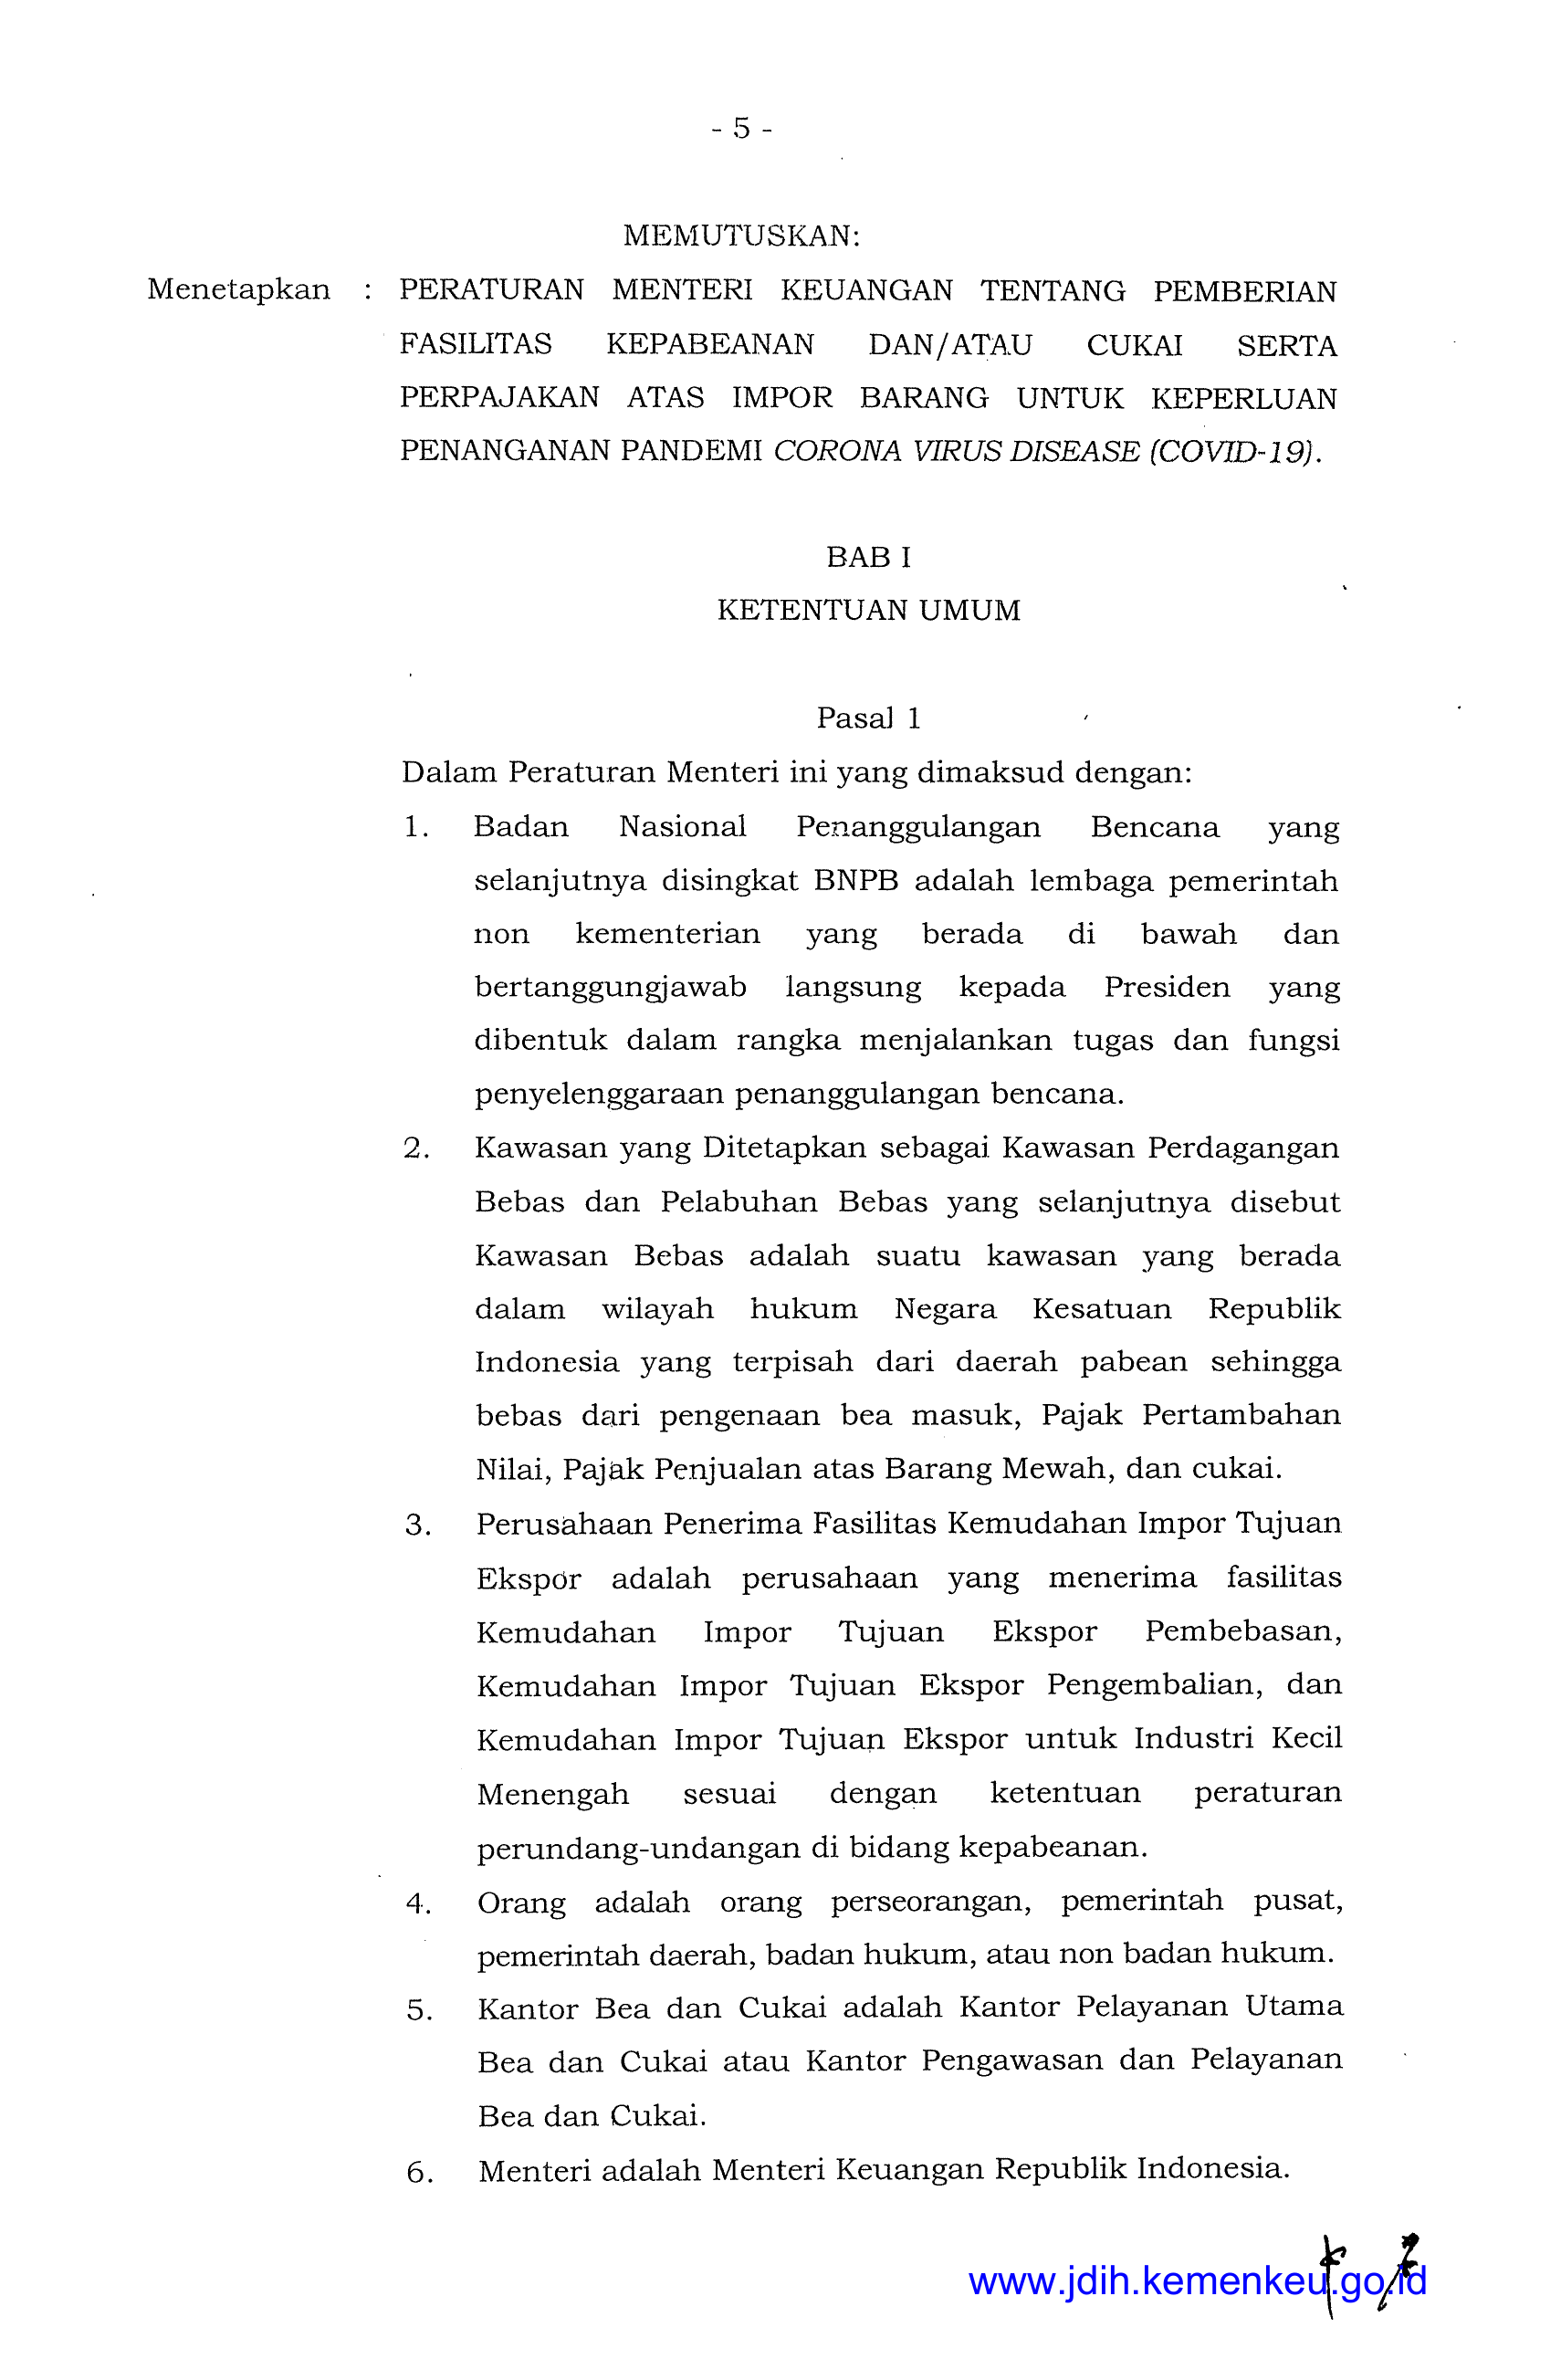 - 5 -
MEMUTUSKAN:
Menetapkan : PERATURAN MENTERI KEUANGAN TENTANG PEMBERIAN
FASILITAS KEPABEANAN DAN/ATAU CUKAI SERTA
PERPAJAKAN ATAS IMPOR BARANG UNTUK KEPERLUAN
PENANGANAN PANDEMI CORONA VIRUS DISEASE (COVID-19).
BAB I
KETENTUAN UMUM
Pasal 1
Dalam Peraturan Menteri ini yang dimaksud dengan:
1. Badan Nasional Penanggulangan Bencana yang
selanjutnya disingkat BNPB adalah lembaga pemerintah
non kementerian yang berada di bawah dan
bertanggungjawab langsung kepada Presiden yang
dibentuk dalam rangka menjalankan tugas dan fungsi
penyelenggaraan penanggulangan bencana.
2. Kawasan yang Ditetapkan sebagai Kawasan Perdagangan
Bebas dan Pelabuhan Bebas yang selanjutnya disebut
Kawasan Bebas adalah suatu kawasan yang berada
dalam wilayah hukum Negara Kesatuan Republik
Indonesia yang terpisah dari daerah pabean sehingga
bebas dari pengenaan bea masuk, Pajak Pertambahan
Nilai, Pajak Penjualan atas Barang Mewah, dan cukai.
3. Perusahaan Penerima Fasilitas Kemudahan Impor Tujuan
Ekspor adalah perusahaan yang menerima fasilitas
Kemudahan Impor Tujuan Ekspor Pembebasan,
Kemudahan Impor Tujuan Ekspor Pengembalian, dan
Kemudahan Impor Tujuan Ekspor untuk Industri Kecil
Menengah sesuai dengan ketentuan peraturan
perundang-undangan di bidang kepabeanan.
4. Orang adalah orang perseorangan, pemerintah pusat,
pemerintah daerah, badan hukum, atau non badan hukum.
5. Kantor Bea dan Cukai adalah Kantor Pelayanan Utama
Bea dan Cukai atau Kantor Pengawasan dan Pelayanan
Bea dan Cukai.
6. Menteri adalah Menteri Keuangan Republik Indonesia.
www.jdih.kemenkeu.go.id